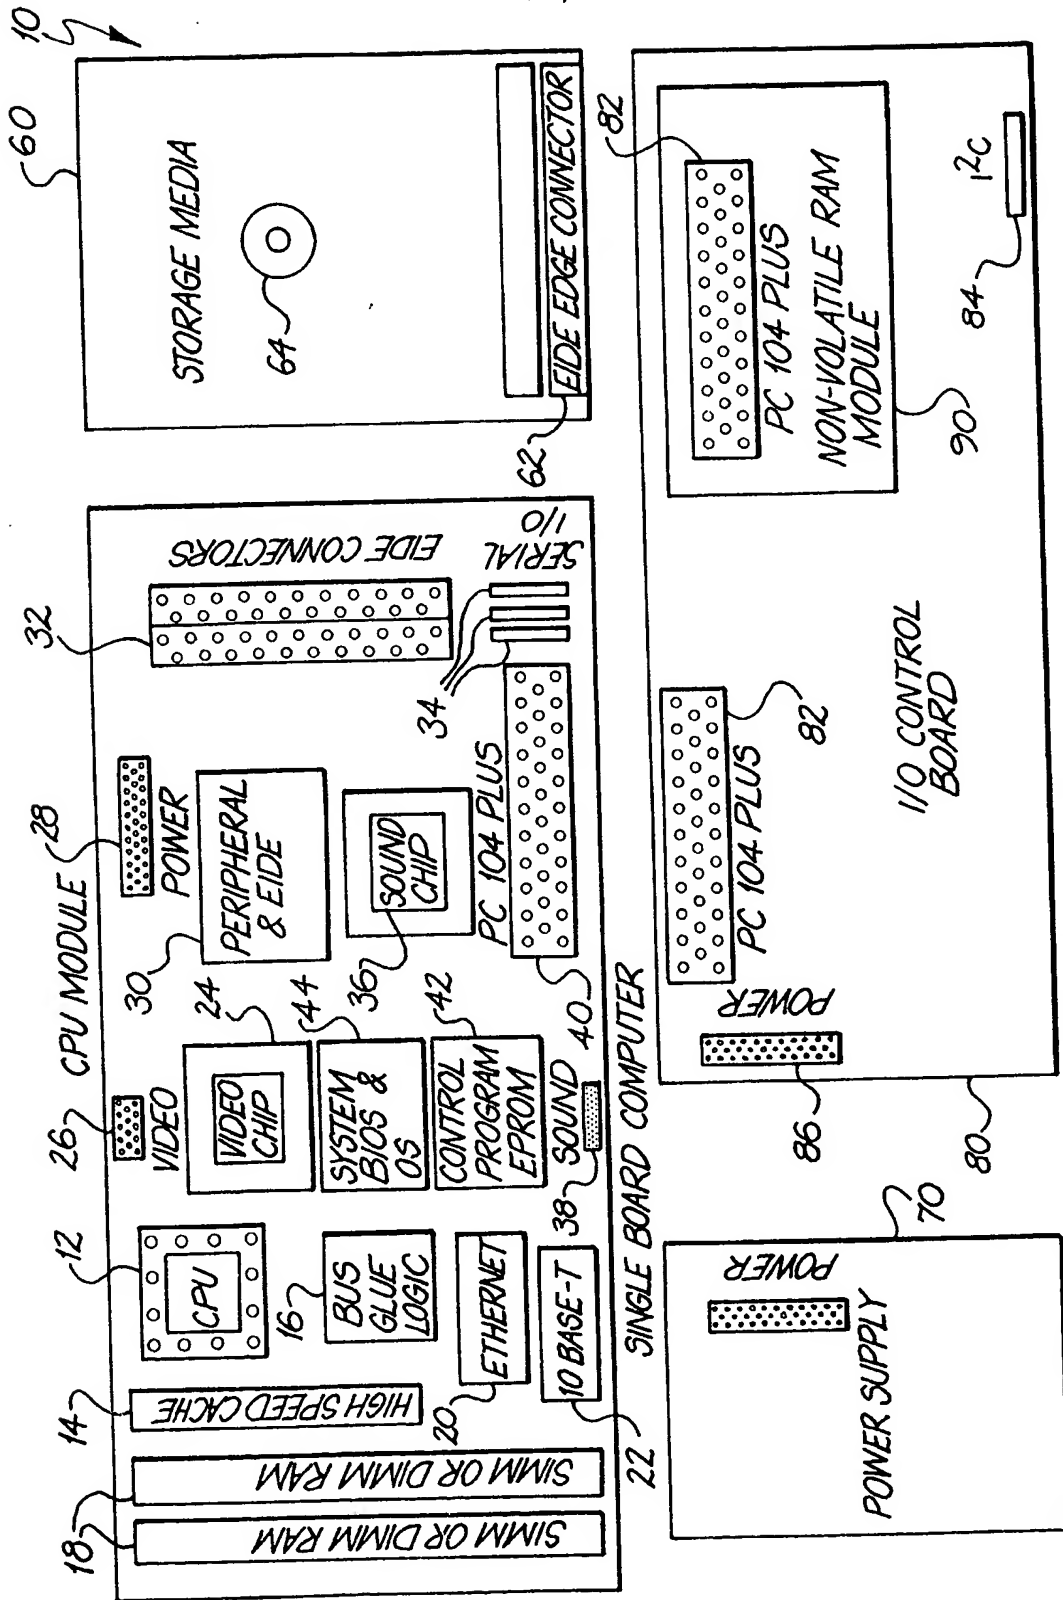 10
60
STORAGE MEDIA
64
EIDE EDGE CONNECTOR
62
CPU MODULE
SIMM OR DIMM RAM
SIMM OR DIMM RAM
18
HIGH SPEED CACHE
14
CPU
12
BUS
GLUE
LOGIC
16
ETHERNET
20
10 BASE-T
22
26
VIDEO
VIDEO
CHIP
24
SYSTEM
BIOS &
OS
44
CONTROL
PROGRAM
EPROM
42
SOUND
38
28
POWER
PERIPHERAL
& EIDE
30
SOUND
CHIP
36
PC 104 PLUS
40
32
EIDE CONNECTORS
34
SERIAL
I/O
SINGLE BOARD COMPUTER
POWER SUPPLY
POWER
70
POWER
86
80
PC 104 PLUS
82
I/O CONTROL
BOARD
82
PC 104 PLUS
NON-VOLATILE RAM
MODULE
90
84
I2C